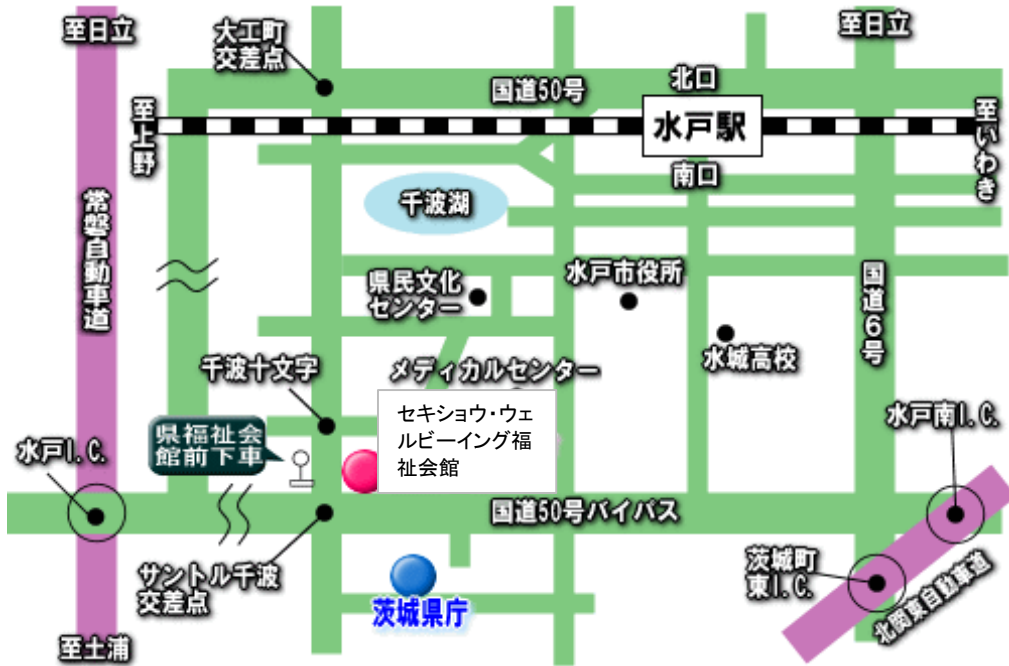 至日立
大工町
交差点
至日立
国道50号
北口
至上野
水戸駅
至いわき
南口
千波湖
常磐自動車道
県民文化
センター
水戸市役所
国道6号
千波十文字
メディカルセンター
水城高校
セキショウ・ウェ
ルビーイング福
祉会館
県福祉会
館前下車
水戸I.C.
水戸南I.C.
国道50号バイパス
サントル千波
交差点
茨城県庁
茨城町
東I.C.
北関東自動車道
至土浦